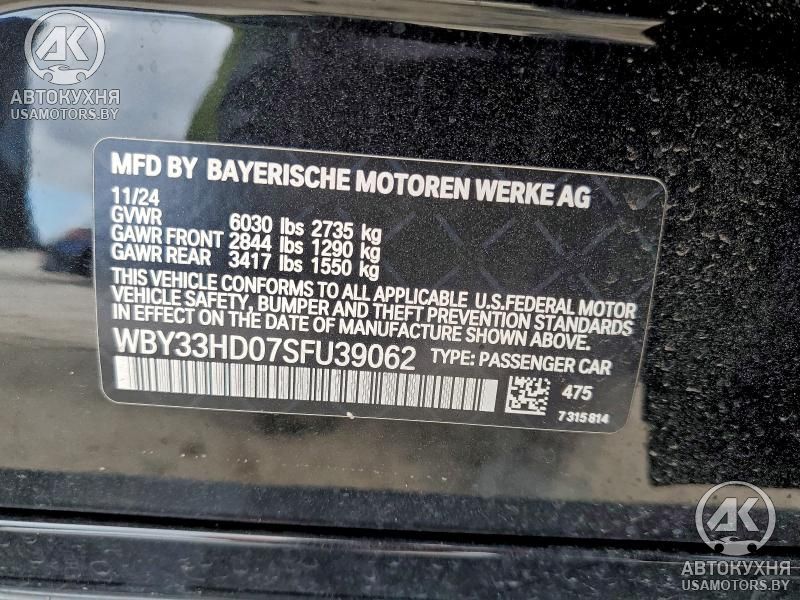 AK
АВТОКУХНЯ
USAMOTORS.BY
MFD BY BAYERISCHE MOTOREN WERKE AG
11/24
GVWR 6030 lbs 2735 kg
GAWR FRONT 2844 lbs 1290 kg
GAWR REAR 3417 lbs 1550 kg
THIS VEHICLE CONFORMS TO ALL APPLICABLE U.S.FEDERAL MOTOR
VEHICLE SAFETY, BUMPER AND THEFT PREVENTION STANDARDS
IN EFFECT ON THE DATE OF MANUFACTURE SHOWN ABOVE.
WBY33HD07SFU39062 TYPE: PASSENGER CAR
475
7315814
AK
АВТОКУХНЯ
USAMOTORS.BY